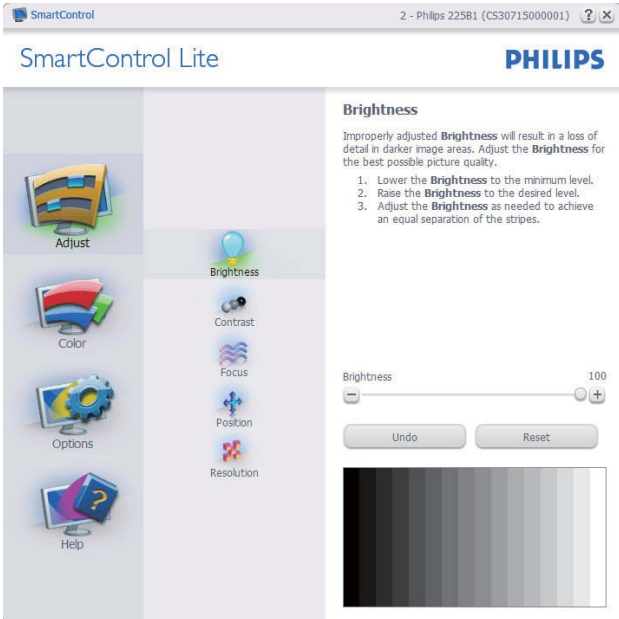 SmartControl
2 - Philips 225B1 (CS30715000001)
? ×
SmartControl Lite
PHILIPS
Adjust
Color
Options
?
Help
Brightness
Contrast
Focus
Position
Resolution
Brightness
Improperly adjusted Brightness will result in a loss of
detail in darker image areas. Adjust the Brightness for
the best possible picture quality.
1. Lower the Brightness to the minimum level.
2. Raise the Brightness to the desired level.
3. Adjust the Brightness as needed to achieve
an equal separation of the stripes.
Brightness 100
− +
Undo Reset